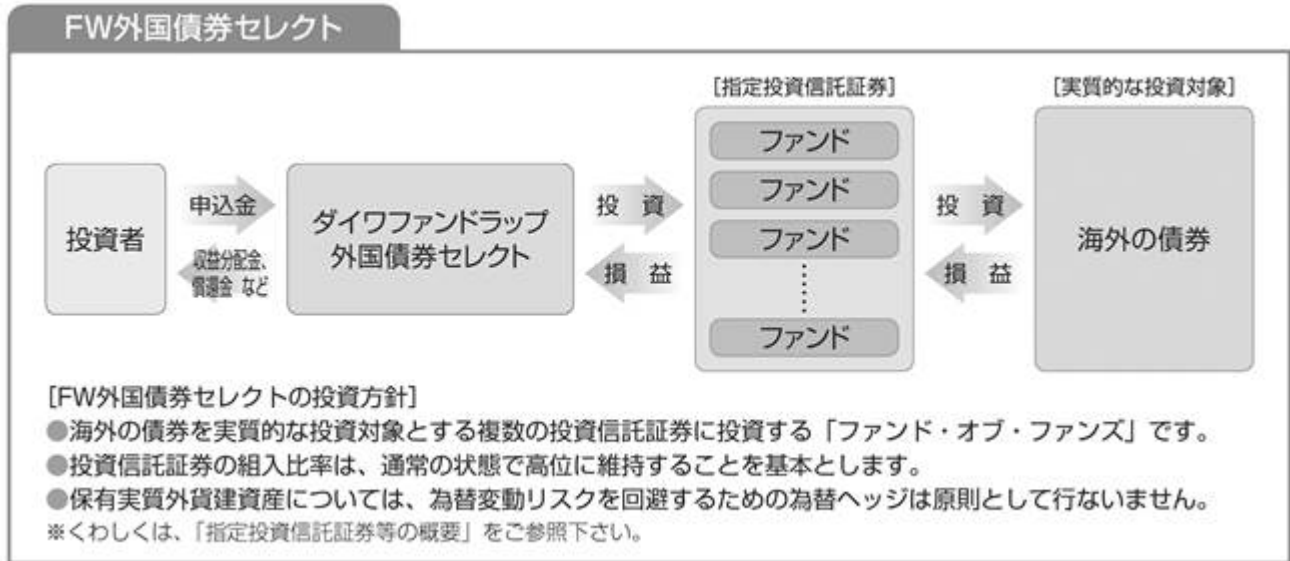 FW外国債券セレクト
[指定投資信託証券]
[実質的な投資対象]
投資者
申込金
収益分配金、
償還金 など
ダイワファンドラップ
外国債券セレクト
投 資
損 益
ファンド
ファンド
ファンド
ファンド
投 資
損 益
海外の債券
[FW外国債券セレクトの投資方針]
●海外の債券を実質的な投資対象とする複数の投資信託証券に投資する「ファンド・オブ・ファンズ」です。
●投資信託証券の組入比率は、通常の状態で高位に維持することを基本とします。
●保有実質外貨建資産については、為替変動リスクを回避するための為替ヘッジは原則として行ないません。
※くわしくは、「指定投資信託証券等の概要」をご参照下さい。